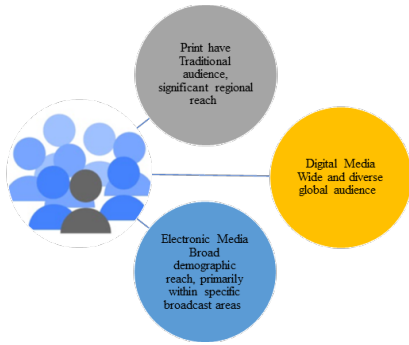 Print have
Traditional
audience,
significant regional
reach
Digital Media
Wide and diverse
global audience
Electronic Media
Broad
demographic
reach, primarily
within specific
broadcast areas